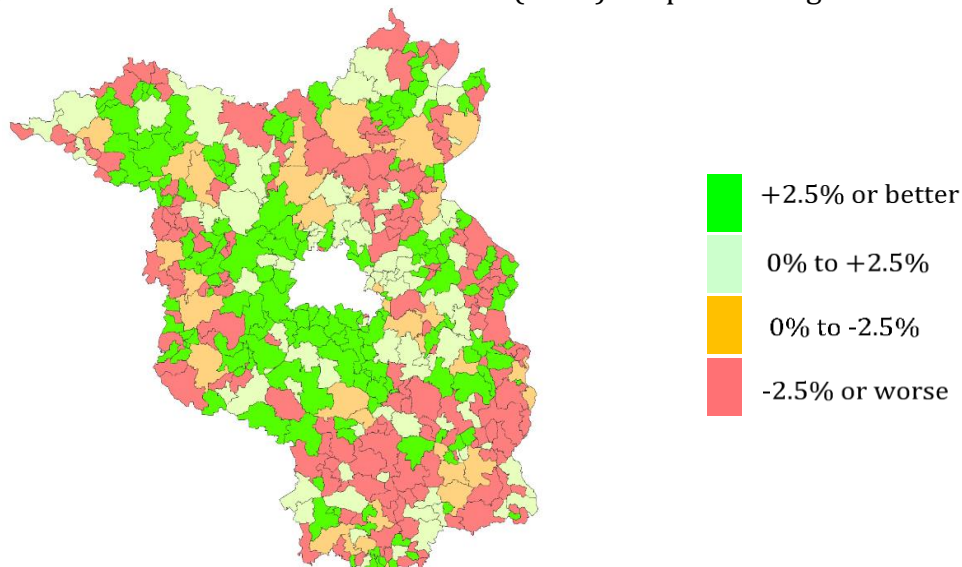 +2.5% or better
0% to +2.5%
0% to -2.5%
-2.5% or worse